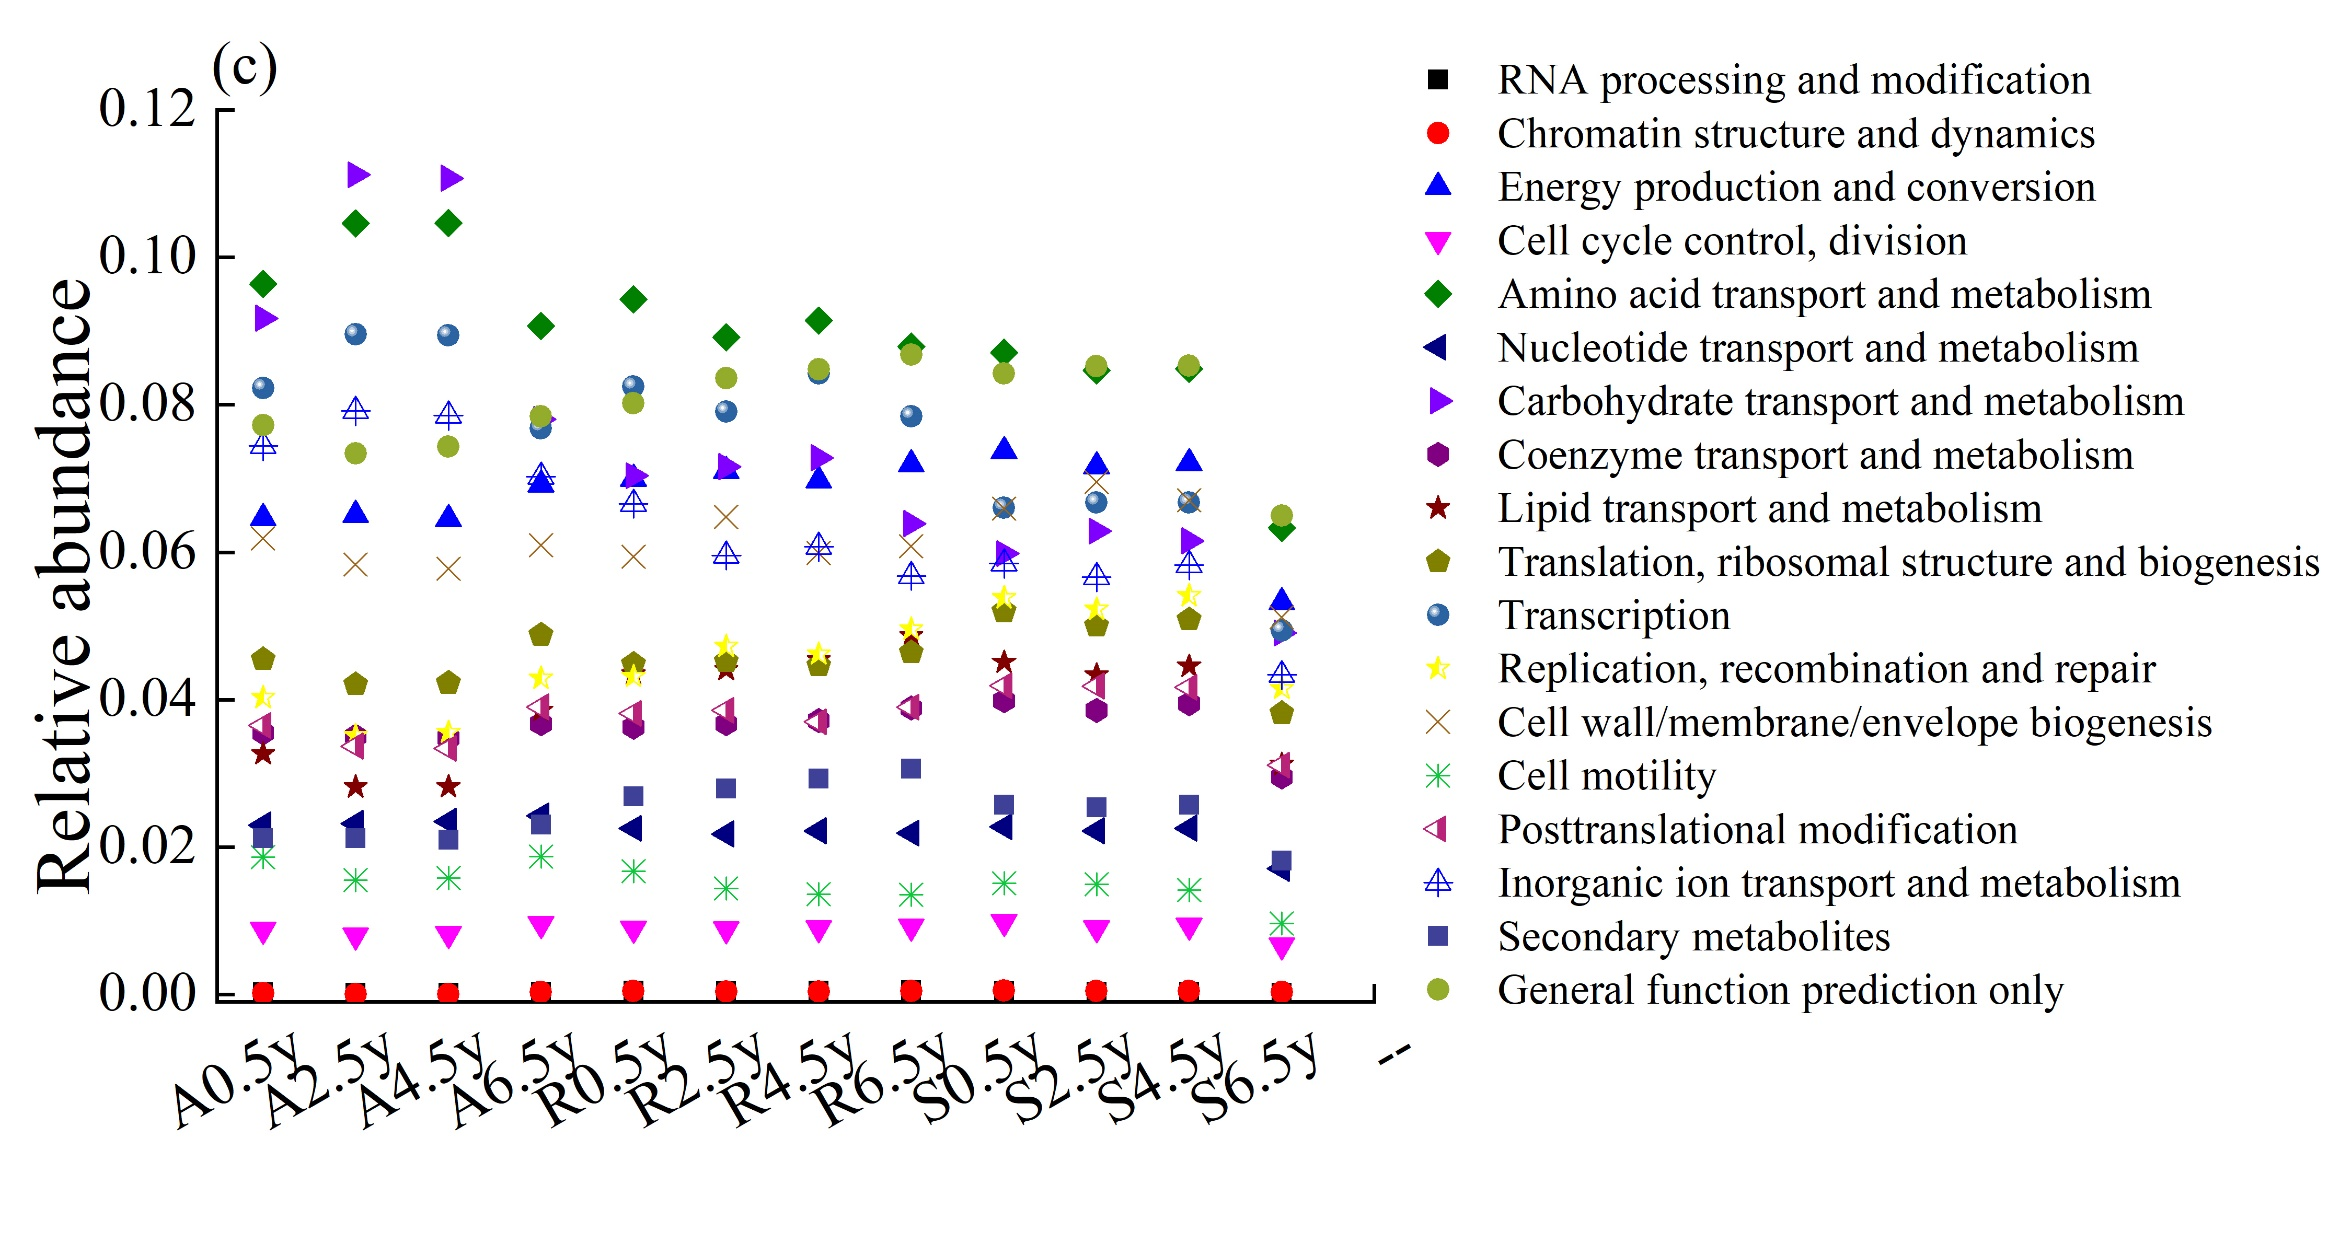 (c)
0.12
0.10
0.08
0.06
0.04
0.02
0.00
Relative abundance
A0.5y
A2.5y
A4.5y
A6.5y
R0.5y
R2.5y
R4.5y
R6.5y
S0.5y
S2.5y
S4.5y
S6.5y
--
RNA processing and modification
Chromatin structure and dynamics
Energy production and conversion
Cell cycle control, division
Amino acid transport and metabolism
Nucleotide transport and metabolism
Carbohydrate transport and metabolism
Coenzyme transport and metabolism
Lipid transport and metabolism
Translation, ribosomal structure and biogenesis
Transcription
Replication, recombination and repair
Cell wall/membrane/envelope biogenesis
Cell motility
Posttranslational modification
Inorganic ion transport and metabolism
Secondary metabolites
General function prediction only